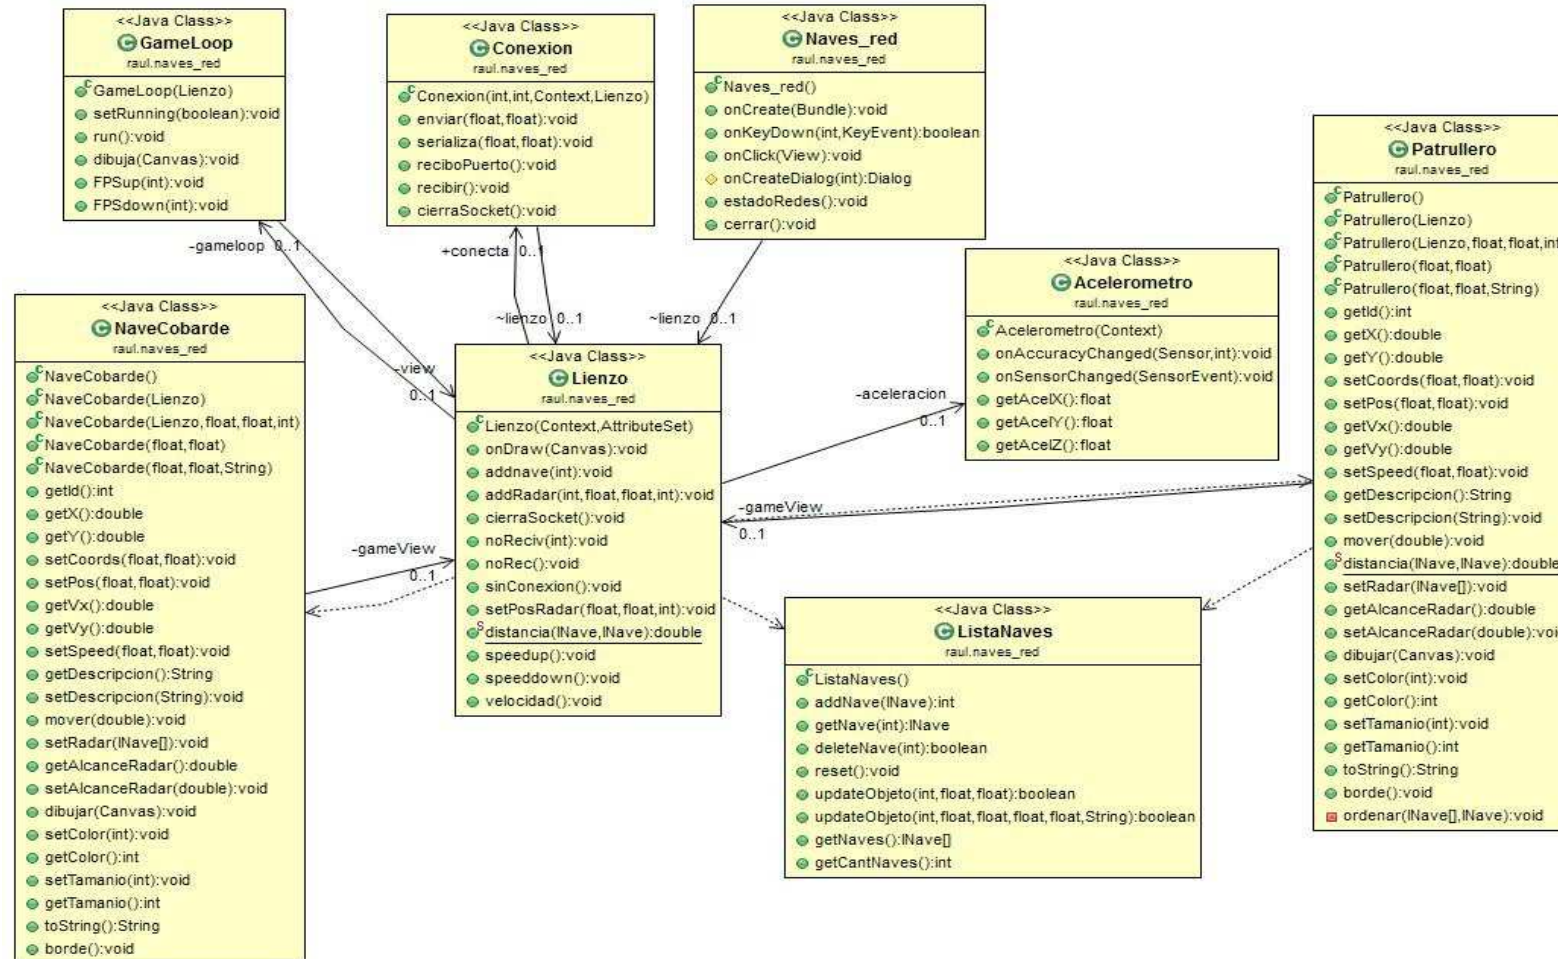 <<Java Class>>
GameLoop
raul.naves_red
GameLoop(Lienzo)
setRunning(boolean):void
run():void
dibuja(Canvas):void
FPSup(int):void
FPSdown(int):void
<<Java Class>>
Conexion
raul.naves_red
Conexion(int,int,Context,Lienzo)
enviar(float,float):void
serializa(float,float):void
reciboPuerto():void
recibir():void
cierraSocket():void
<<Java Class>>
Naves_red
raul.naves_red
Naves_red()
onCreate(Bundle):void
onKeyDown(int,KeyEvent):boolean
onClick(View):void
onCreateDialog(int):Dialog
estadoRedes():void
cerrar():void
-gameloop 0..1
+conecta 0..1
~lienzo 0..1
~lienzo 0..1
-view
0..1
<<Java Class>>
Acelerometro
raul.naves_red
Acelerometro(Context)
onAccuracyChanged(Sensor,int):void
onSensorChanged(SensorEvent):void
getAcelX():float
getAcelY():float
getAcelZ():float
-aceleracion
0..1
<<Java Class>>
Patrullero
raul.naves_red
Patrullero()
Patrullero(Lienzo)
Patrullero(Lienzo,float,float,int
Patrullero(float,float)
Patrullero(float,float,String)
getId():int
getX():double
getY():double
setCoords(float,float):void
setPos(float,float):void
getVx():double
getVy():double
setSpeed(float,float):void
getDescripcion():String
setDescripcion(String):void
mover(double):void
distancia(INave,INave):double
setRadar(INave[]):void
getAlcanceRadar():double
setAlcanceRadar(double):voi
dibujar(Canvas):void
setColor(int):void
getColor():int
setTamanio(int):void
getTamanio():int
toString():String
borde():void
ordenar(INave[],INave):void
<<Java Class>>
NaveCobarde
raul.naves_red
NaveCobarde()
NaveCobarde(Lienzo)
NaveCobarde(Lienzo,float,float,int)
NaveCobarde(float,float)
NaveCobarde(float,float,String)
getId():int
getX():double
getY():double
setCoords(float,float):void
setPos(float,float):void
getVx():double
getVy():double
setSpeed(float,float):void
getDescripcion():String
setDescripcion(String):void
mover(double):void
setRadar(INave[]):void
getAlcanceRadar():double
setAlcanceRadar(double):void
dibujar(Canvas):void
setColor(int):void
getColor():int
setTamanio(int):void
getTamanio():int
toString():String
borde():void
<<Java Class>>
Lienzo
raul.naves_red
Lienzo(Context,AttributeSet)
onDraw(Canvas):void
addnave(int):void
addRadar(int,float,float,int):void
cierraSocket():void
noReciv(int):void
noRec():void
sinConexion():void
setPosRadar(float,float,int):void
distancia(INave,INave):double
speedup():void
speeddown():void
velocidad():void
-gameView
0..1
-gameView
0..1
<<Java Class>>
ListaNaves
raul.naves_red
ListaNaves()
addNave(INave):int
getNave(int):INave
deleteNave(int):boolean
reset():void
updateObjeto(int,float,float):boolean
updateObjeto(int,float,float,float,float,String):boolean
getNaves():INave[]
getCantNaves():int